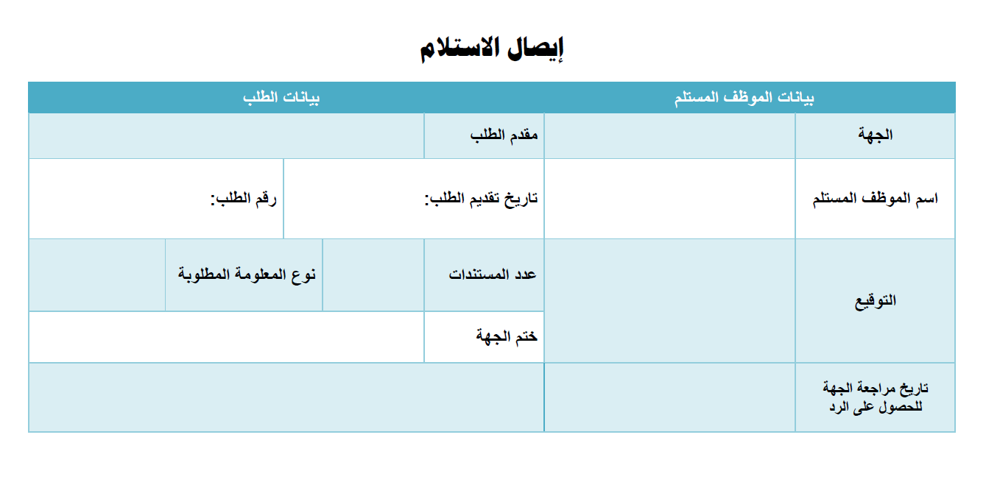 إيصال الاستلام
بيانات الموظف المستلم
بيانات الطلب
الجهة
مقدم الطلب
اسم الموظف المستلم
تاريخ تقديم الطلب:
رقم الطلب:
التوقيع
عدد المستندات
نوع المعلومة المطلوبة
ختم الجهة
تاريخ مراجعة الجهة
للحصول على الرد